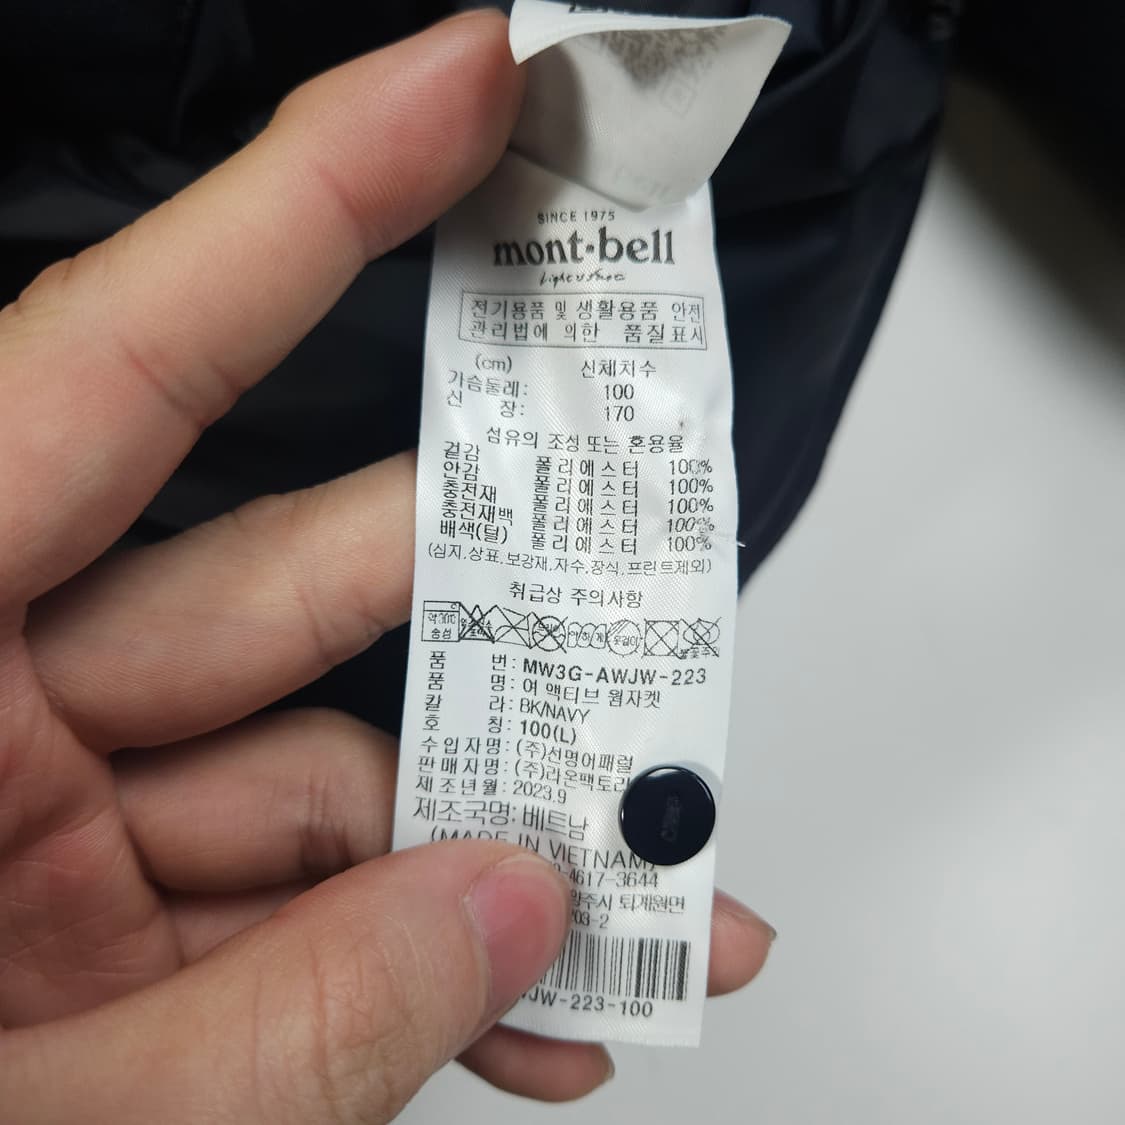 SINCE 1975
mont-bell
Light & Fast
전기용품 및 생활용품 안전
관리법에 의한 품질표시
(cm) 신체치수
가슴둘레: 100
신 장: 170
섬유의 조성 또는 혼용율
겉감 폴리에스터 100%
안감 폴리에스터 100%
충전재 폴리에스터 100%
충전재백 폴리에스터 100%
배색(털) 폴리에스터 100%
(심지,상표,보강재,자수,장식,프린트제외)
취급상 주의사항
품 번: MW3G-AWJW-223
품 명: 여 액티브 웜자켓
칼 라: BK/NAVY
호 칭: 100(L)
수입자명: (주)선명어패럴
판매자명: (주)라온팩토리
제조년월: 2023.9
제조국명: 베트남
(MADE IN VIETNAM)
-4617-3644
퇴계원면
03-2
WJW-223-100